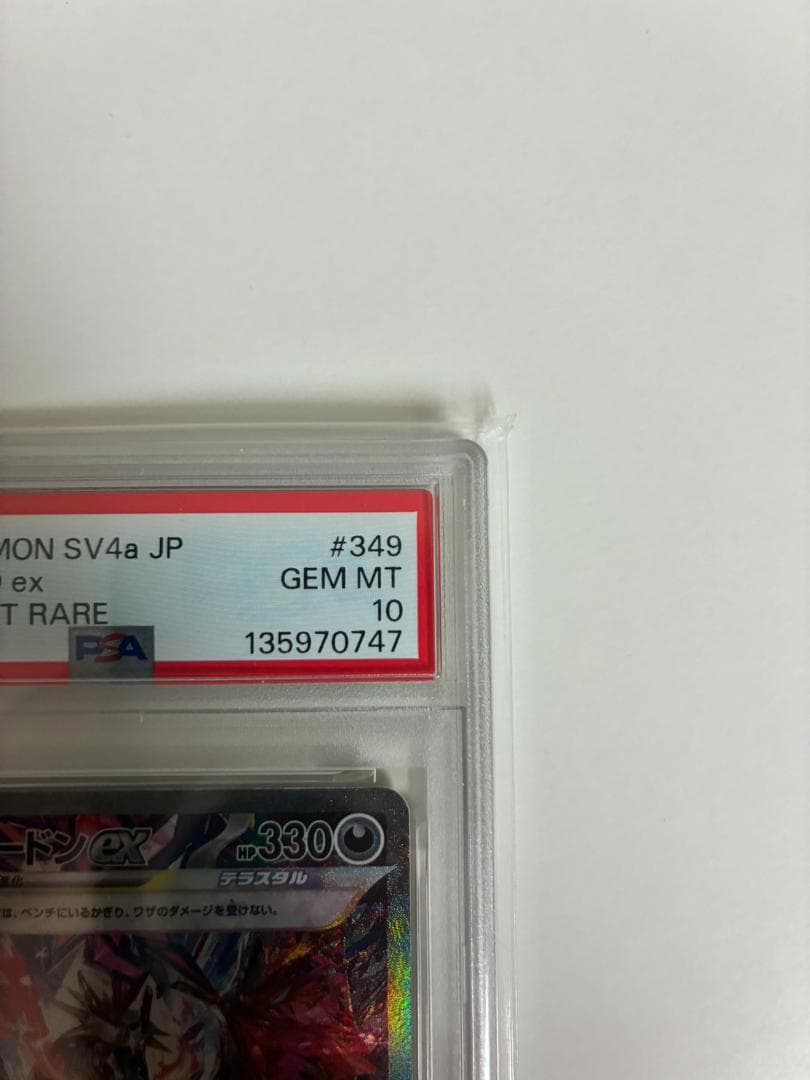 MON SV4a JP
#349
ex
GEM MT
T RARE
10
PSA
135970747
ードンex
HP330
進化
テラスタル
は、ベンチにいるかぎり、ワザのダメージを受けない。